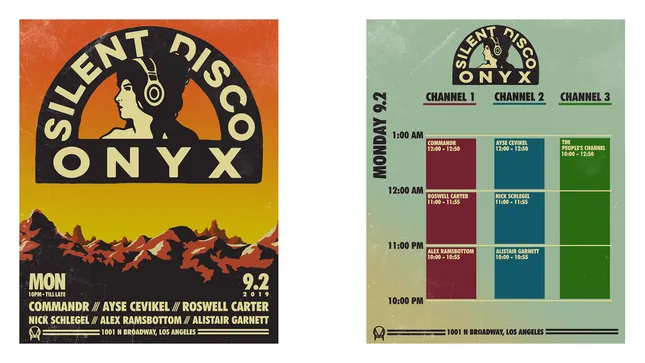 SILENT DISCO
ONYX
MON
10PM - TILL LATE
9.2
2019
COMMANDR // AYSE CEVIKEL // ROSWELL CARTER
NICK SCHLEGEL // ALEX RAMSBOTTOM // ALISTAIR GARNETT
1001 N BROADWAY, LOS ANGELES
SILENT DISCO
ONYX
MONDAY 9.2
CHANNEL 1 CHANNEL 2 CHANNEL 3
1:00 AM
COMMANDR
12:00 - 12:50
AYSE CEVIKEL
12:00 - 12:50
THE
PEOPLE'S CHANNEL
10:00 - 12:50
12:00 AM
ROSWELL CARTER
11:00 - 11:55
NICK SCHLEGEL
11:00 - 11:55
11:00 PM
ALEX RAMSBOTTOM
10:00 - 10:55
ALISTAIR GARNETT
10:00 - 10:55
10:00 PM
1001 N BROADWAY, LOS ANGELES